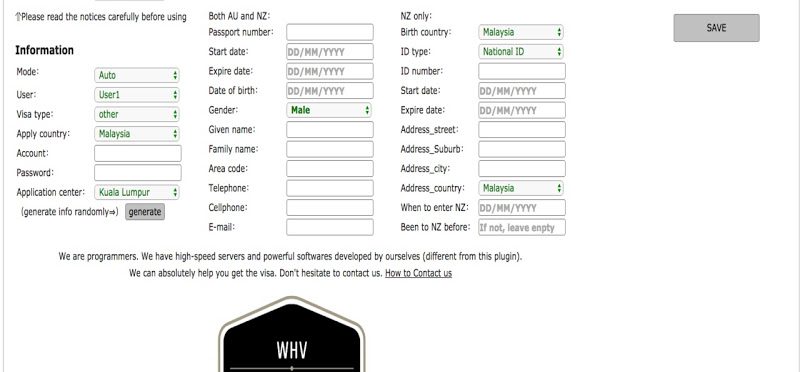 ⇧Please read the notices carefully before using
Information
Mode: Auto
User: User1
Visa type: other
Apply country: Malaysia
Account:
Password:
Application center: Kuala Lumpur
(generate info randomly⇒) generate
Both AU and NZ:
Passport number:
Start date: DD/MM/YYYY
Expire date: DD/MM/YYYY
Date of birth: DD/MM/YYYY
Gender: Male
Given name:
Family name:
Area code:
Telephone:
Cellphone:
E-mail:
NZ only:
Birth country: Malaysia
ID type: National ID
ID number:
Start date: DD/MM/YYYY
Expire date: DD/MM/YYYY
Address_street:
Address_Suburb:
Address_city:
Address_country: Malaysia
When to enter NZ: DD/MM/YYYY
Been to NZ before: If not, leave enpty
SAVE
We are programmers. We have high-speed servers and powerful softwares developed by ourselves (different from this plugin).
We can absolutely help you get the visa. Don't hesitate to contact us. How to Contact us
WHV